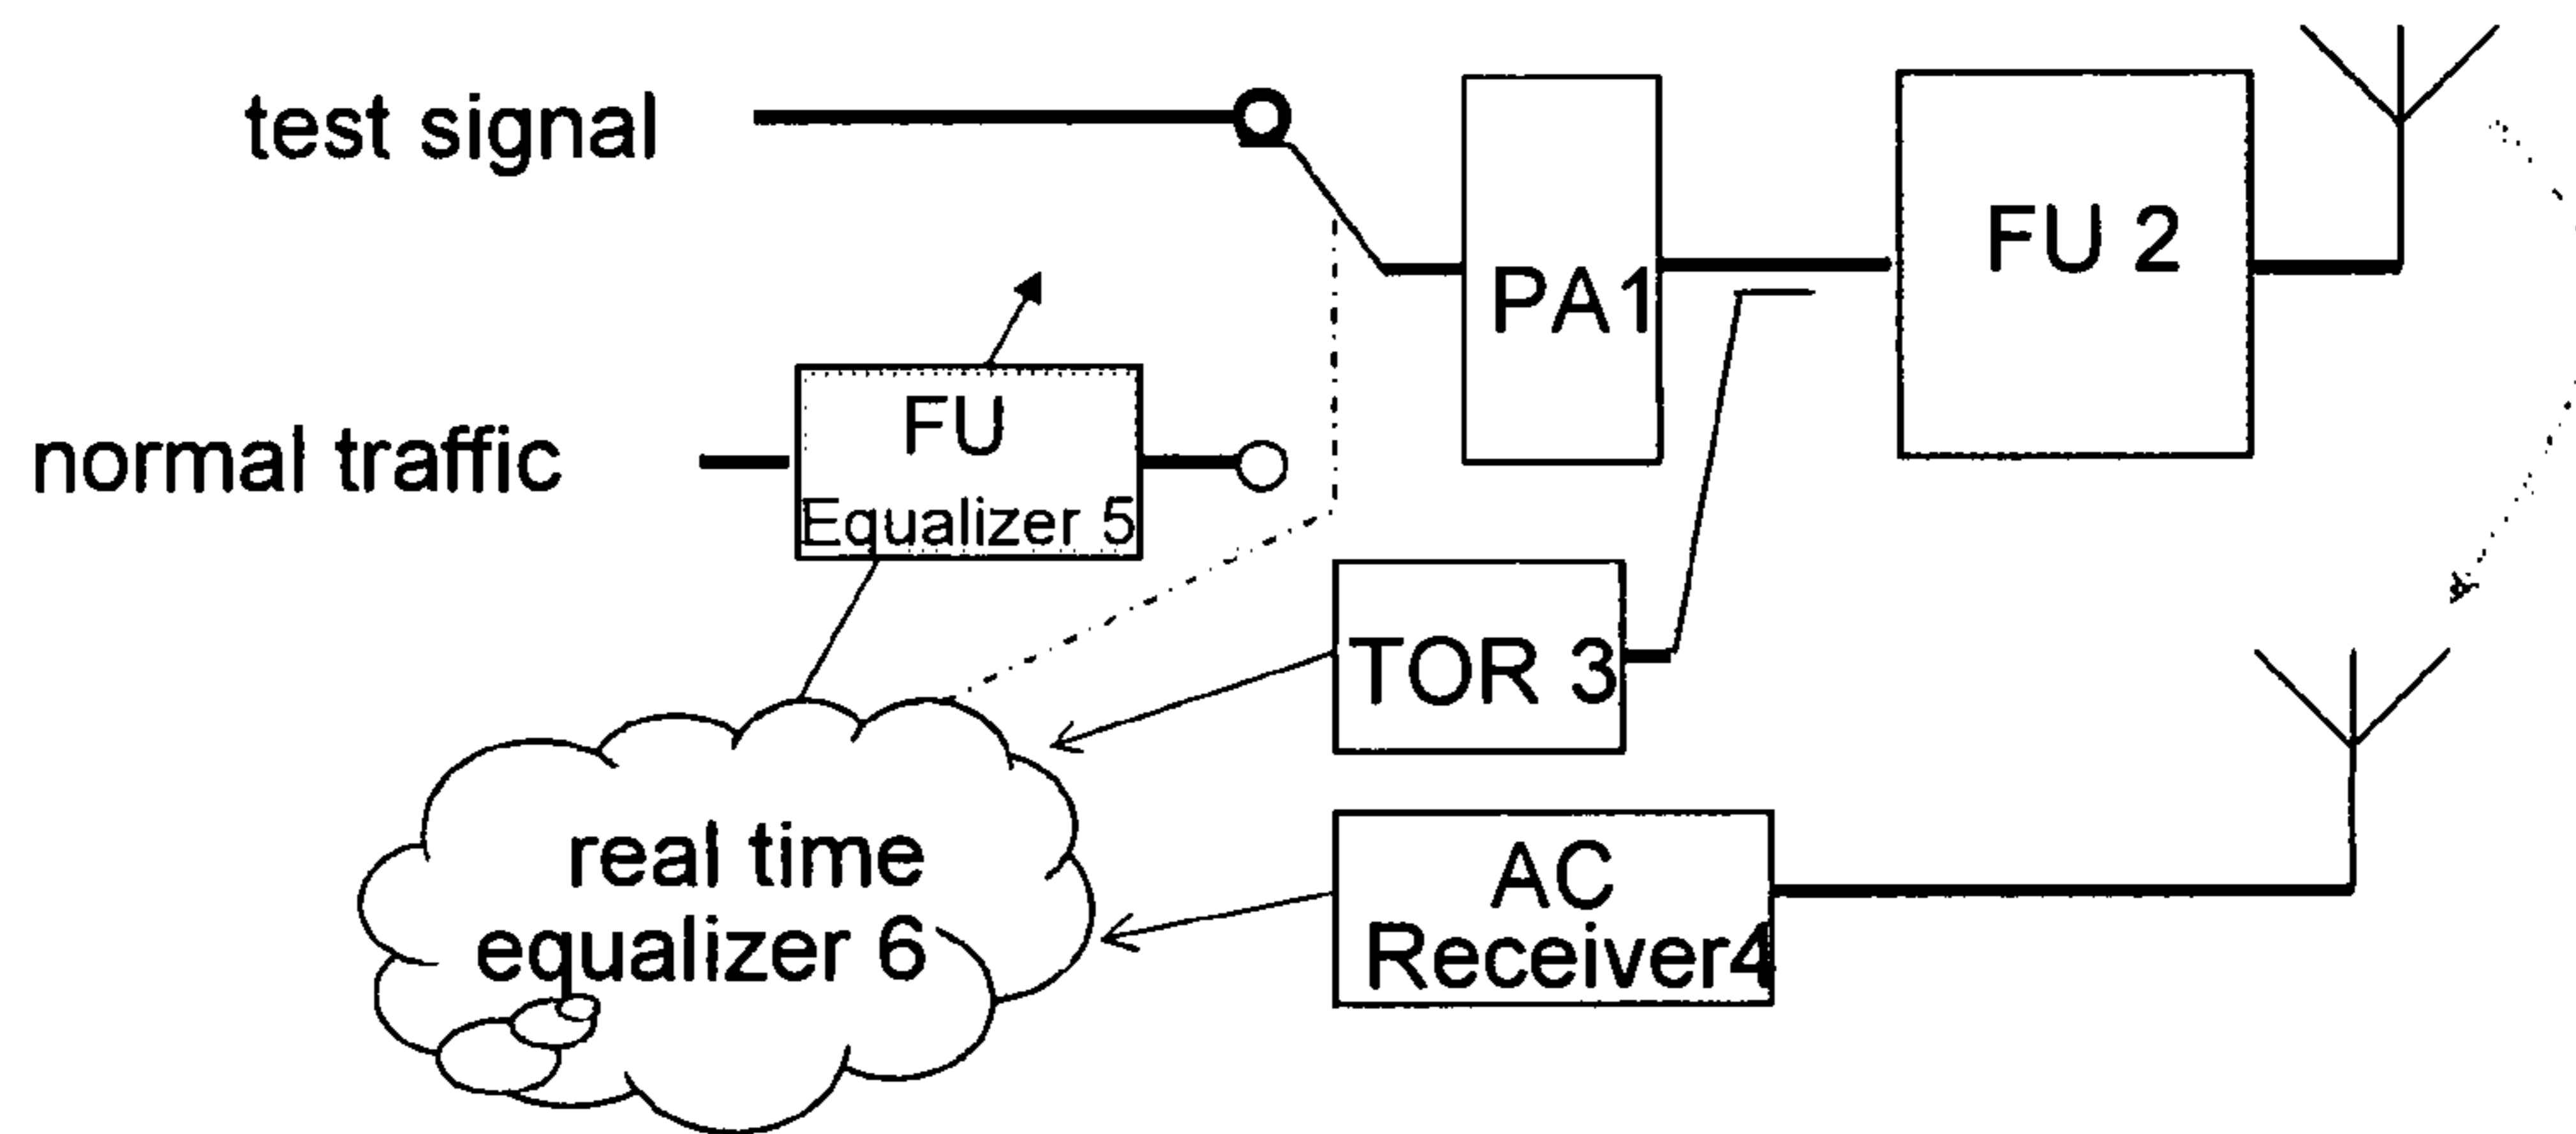 test signal
PA1
FU 2
normal traffic
FU
Equalizer 5
TOR 3
real time
equalizer 6
AC
Receiver4